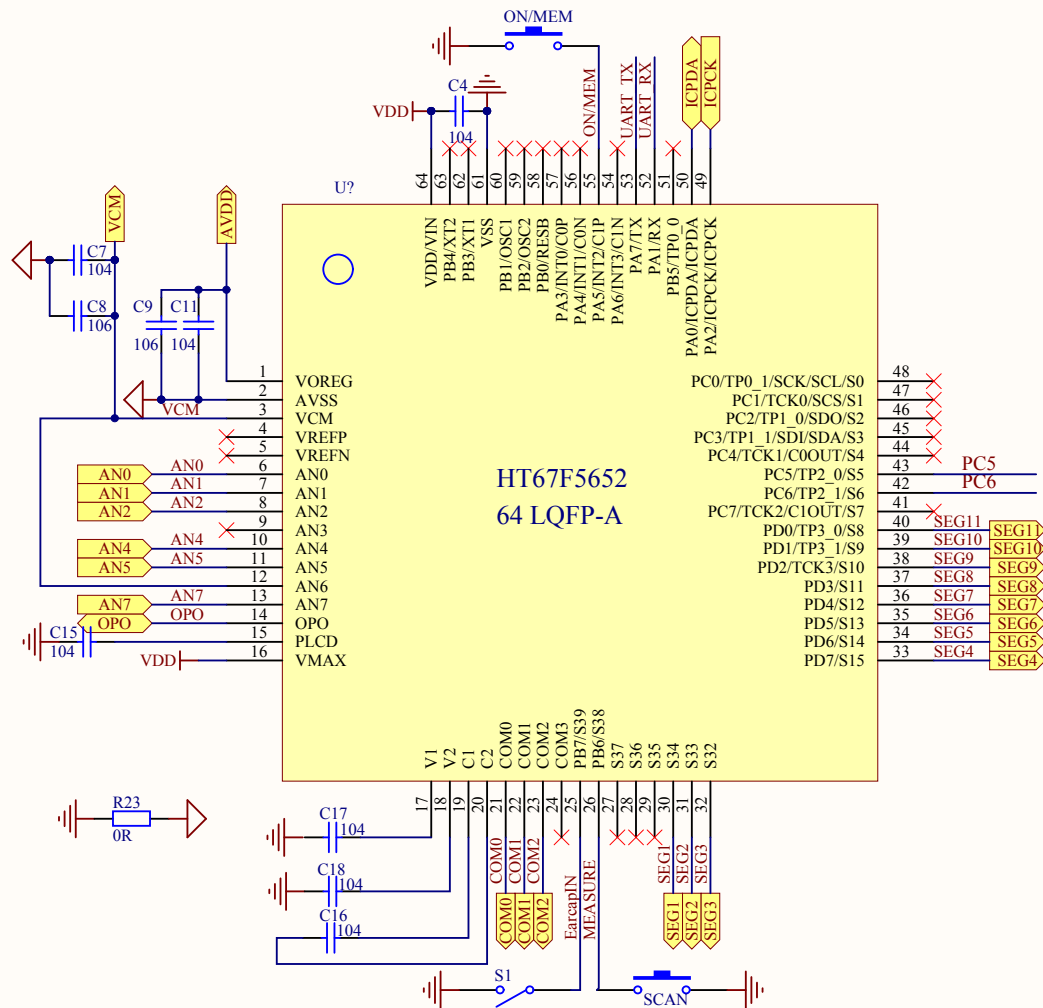 ON/MEM
C4
VDD
104
ON/MEM
UART_TX
UART_RX
ICPDA
ICPCK
64
63
62
61
60
59
58
57
56
55
54
53
52
51
50
49
U?
VDD/VIN
PB4/XT2
PB3/XT1
VSS
PB1/OSC1
PB2/OSC2
PB0/RESB
PA3/INT0/C0P
PA4/INT1/C0N
PA5/INT2/C1P
PA6/INT3/C1N
PA7/TX
PA1/RX
PB5/TP0_0
PA0/ICPDA/ICPDA
PA2/ICPCK/ICPCK
VCM
AVDD
C7
104
C8
106
C9
106
C11
104
VCM
1 VOREG
2 AVSS
3 VCM
4 VREFP
5 VREFN
AN0 AN0 6 AN0
AN1 AN1 7 AN1
AN2 AN2 8 AN2
9 AN3
AN4 AN4 10 AN4
AN5 AN5 11 AN5
12 AN6
AN7 AN7 13 AN7
OPO OPO 14 OPO
C15
104
15 PLCD
VDD 16 VMAX
HT67F5652
64 LQFP-A
PC0/TP0_1/SCK/SCL/S0 48
PC1/TCK0/SCS/S1 47
PC2/TP1_0/SDO/S2 46
PC3/TP1_1/SDI/SDA/S3 45
PC4/TCK1/C0OUT/S4 44
PC5/TP2_0/S5 43 PC5
PC6/TP2_1/S6 42 PC6
PC7/TCK2/C1OUT/S7 41
PD0/TP3_0/S8 40 SEG11 SEG11
PD1/TP3_1/S9 39 SEG10 SEG10
PD2/TCK3/S10 38 SEG9 SEG9
PD3/S11 37 SEG8 SEG8
PD4/S12 36 SEG7 SEG7
PD5/S13 35 SEG6 SEG6
PD6/S14 34 SEG5 SEG5
PD7/S15 33 SEG4 SEG4
V1
V2
C1
C2
COM0
COM1
COM2
COM3
PB7/S39
PB6/S38
S37
S36
S35
S34
S33
S32
17
18
19
20
21
22
23
24
25
26
27
28
29
30
31
32
R23
0R
C17
104
C18
104
C16
104
COM0
COM1
COM2
COM0
COM1
COM2
EarcapIN
MEASURE
SEG1
SEG2
SEG3
SEG1
SEG2
SEG3
S1
SCAN